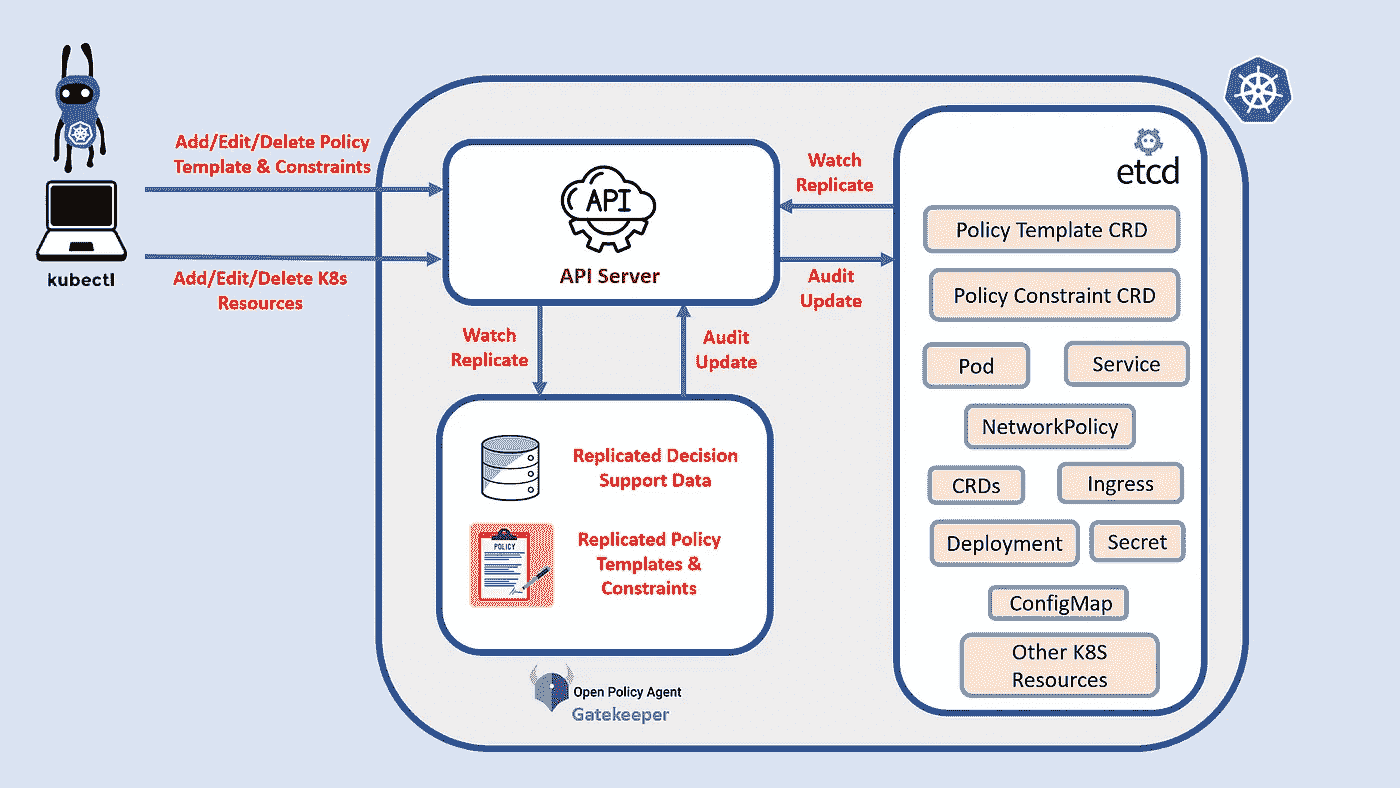 Add/Edit/Delete Policy
Template & Constraints
kubectl
Add/Edit/Delete K8s
Resources
API
API Server
Watch
Replicate
Audit
Update
Watch
Replicate
Audit
Update
Replicated Decision
Support Data
POLICY
Replicated Policy
Templates &
Constraints
Open Policy Agent
Gatekeeper
etcd
Policy Template CRD
Policy Constraint CRD
Pod
Service
NetworkPolicy
CRDs
Ingress
Deployment
Secret
ConfigMap
Other K8S
Resources